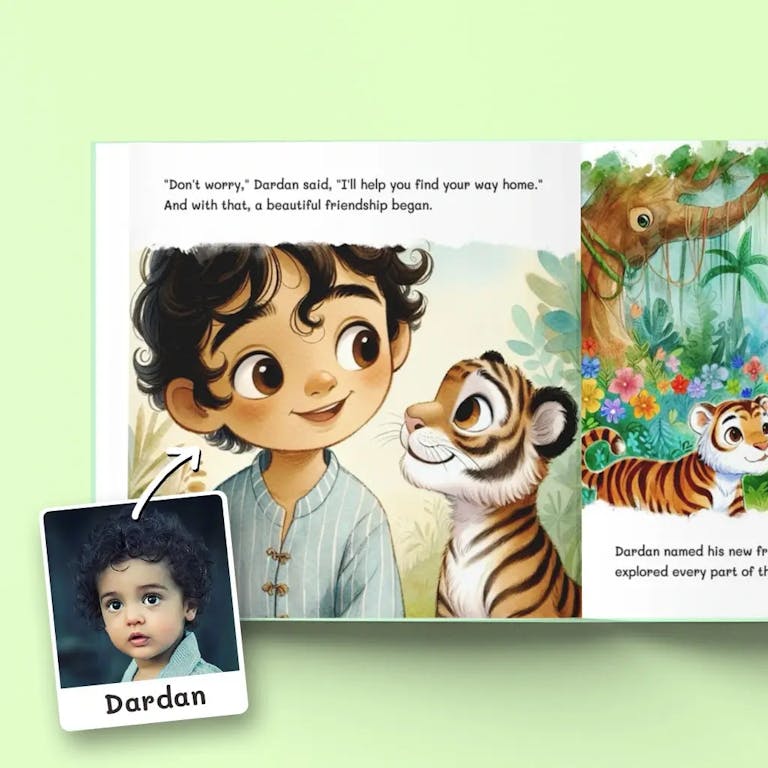 "Don't worry," Dardan said, "I'll help you find your way home."
And with that, a beautiful friendship began.
Dardan named his new fr
explored every part of th
Dardan